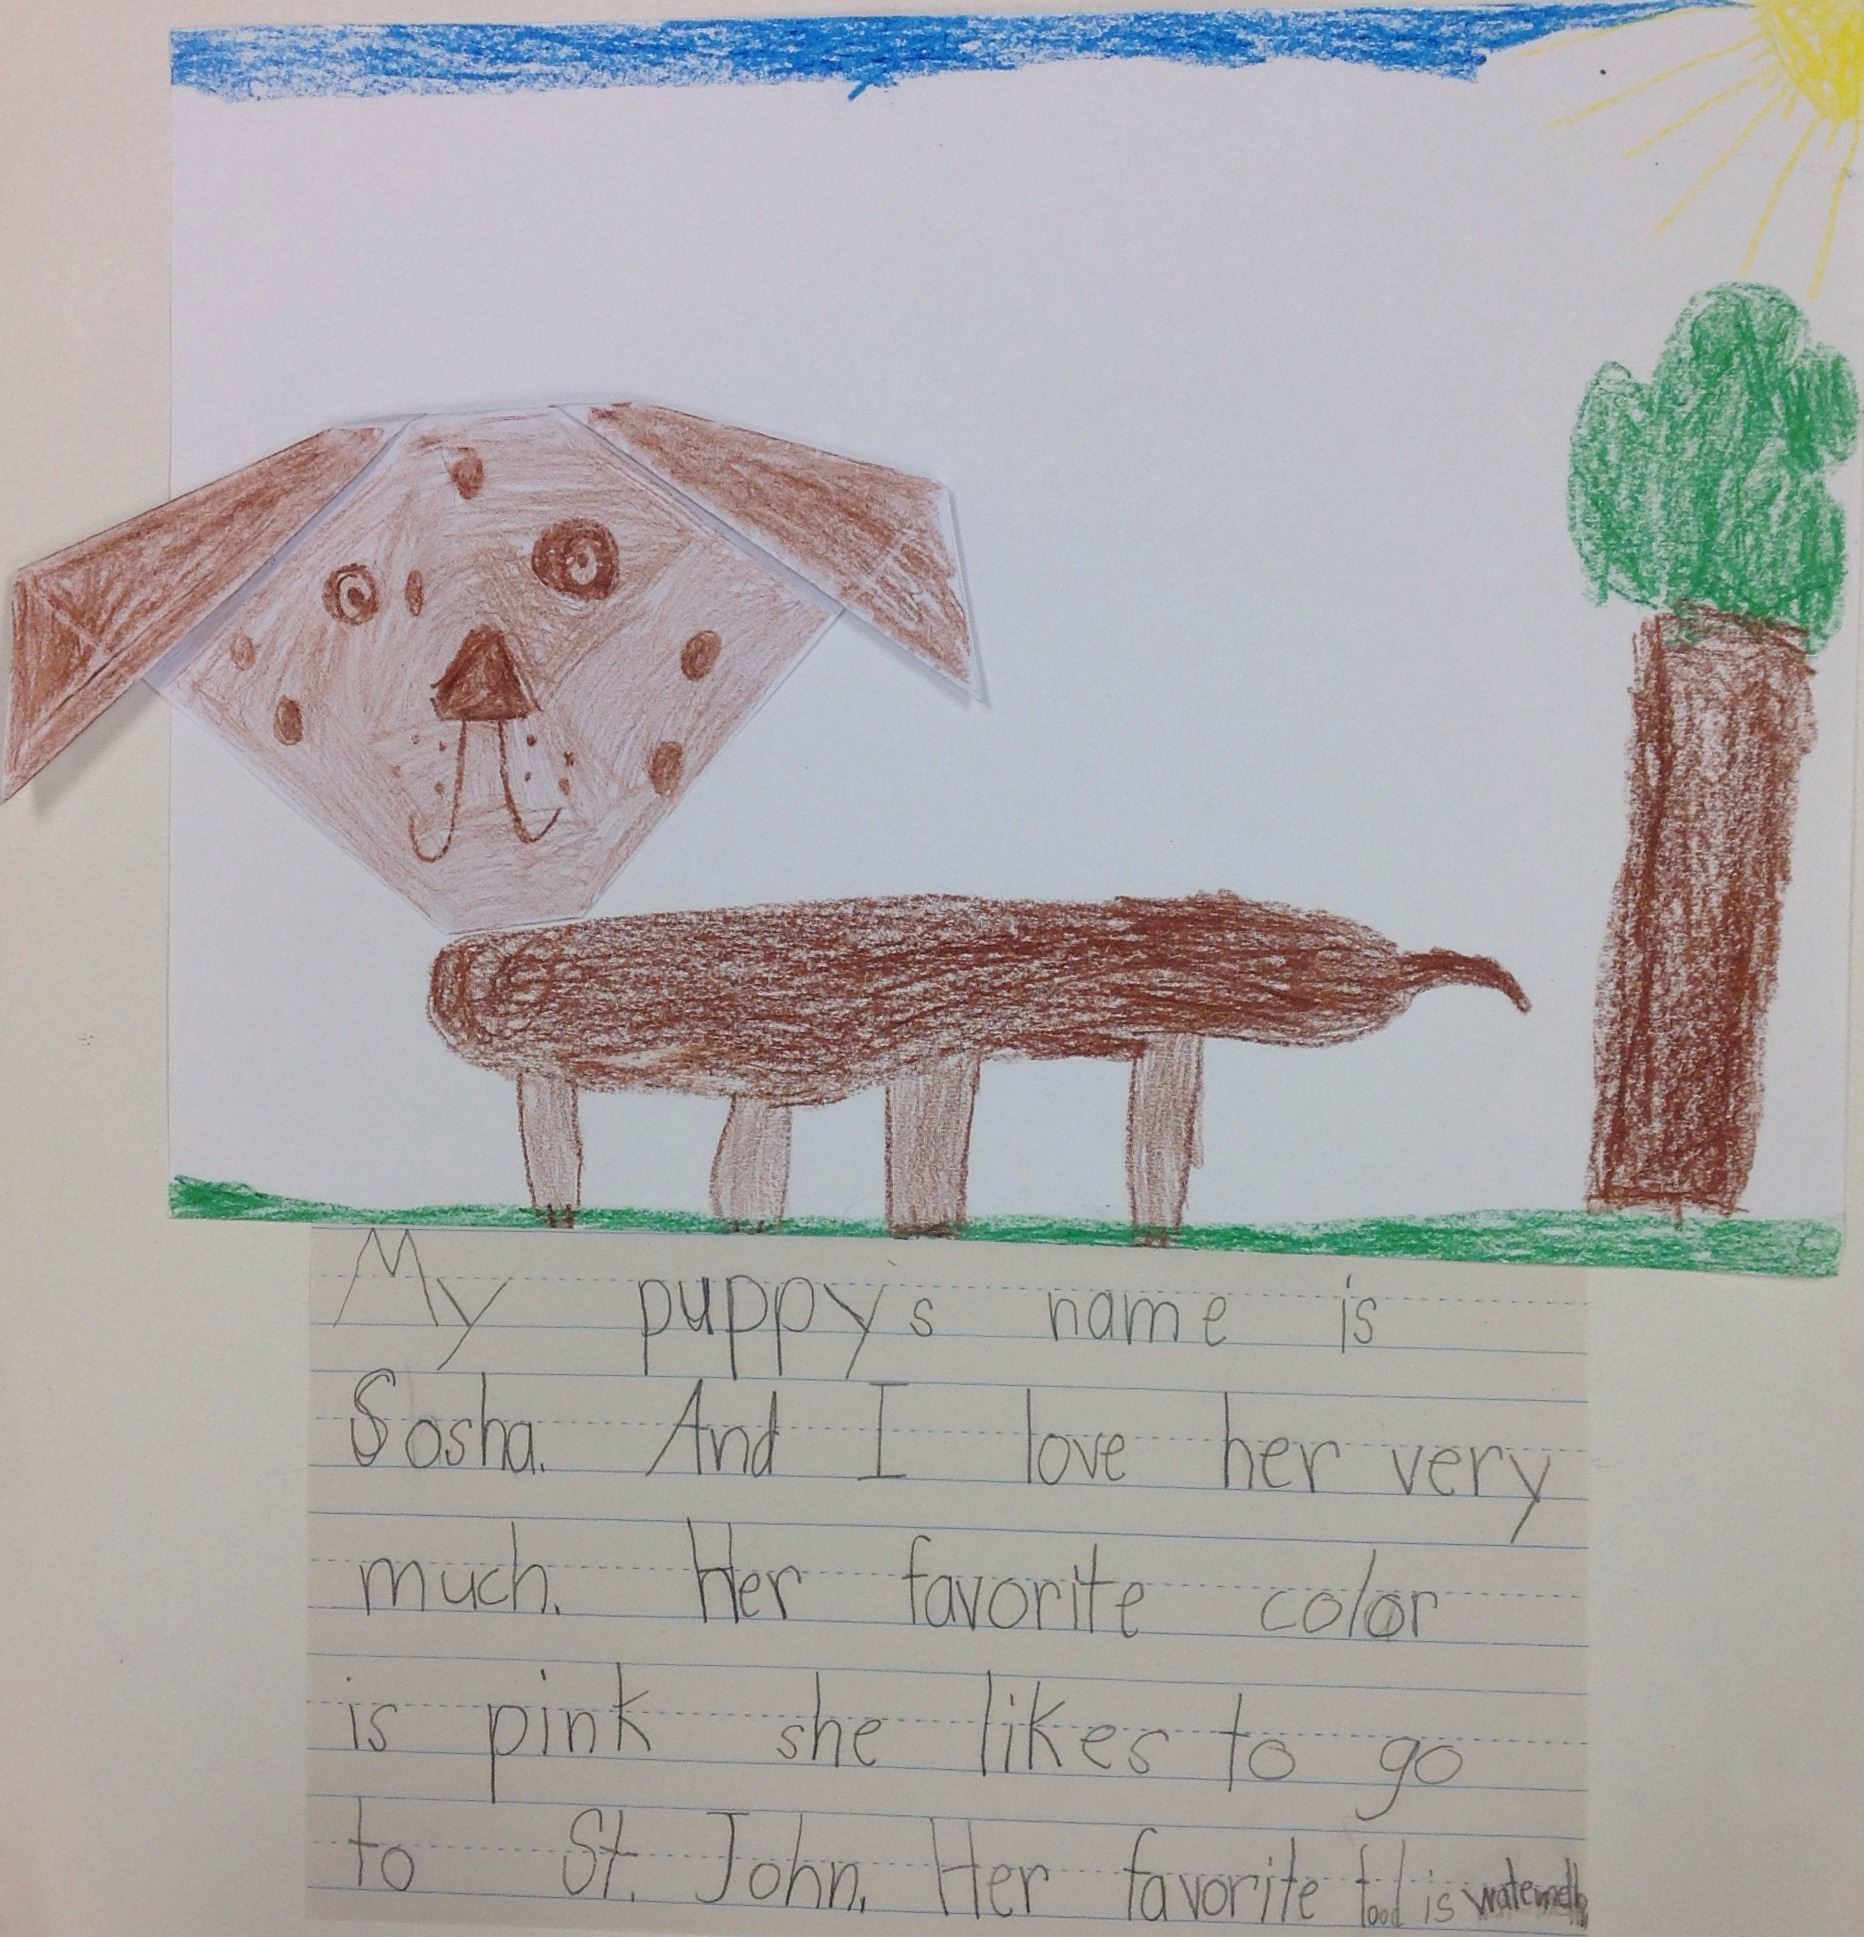 My puppys name is
Sosha. And I love her very
much. Her favorite color
is pink she likes to go
to St. John. Her favorite food is